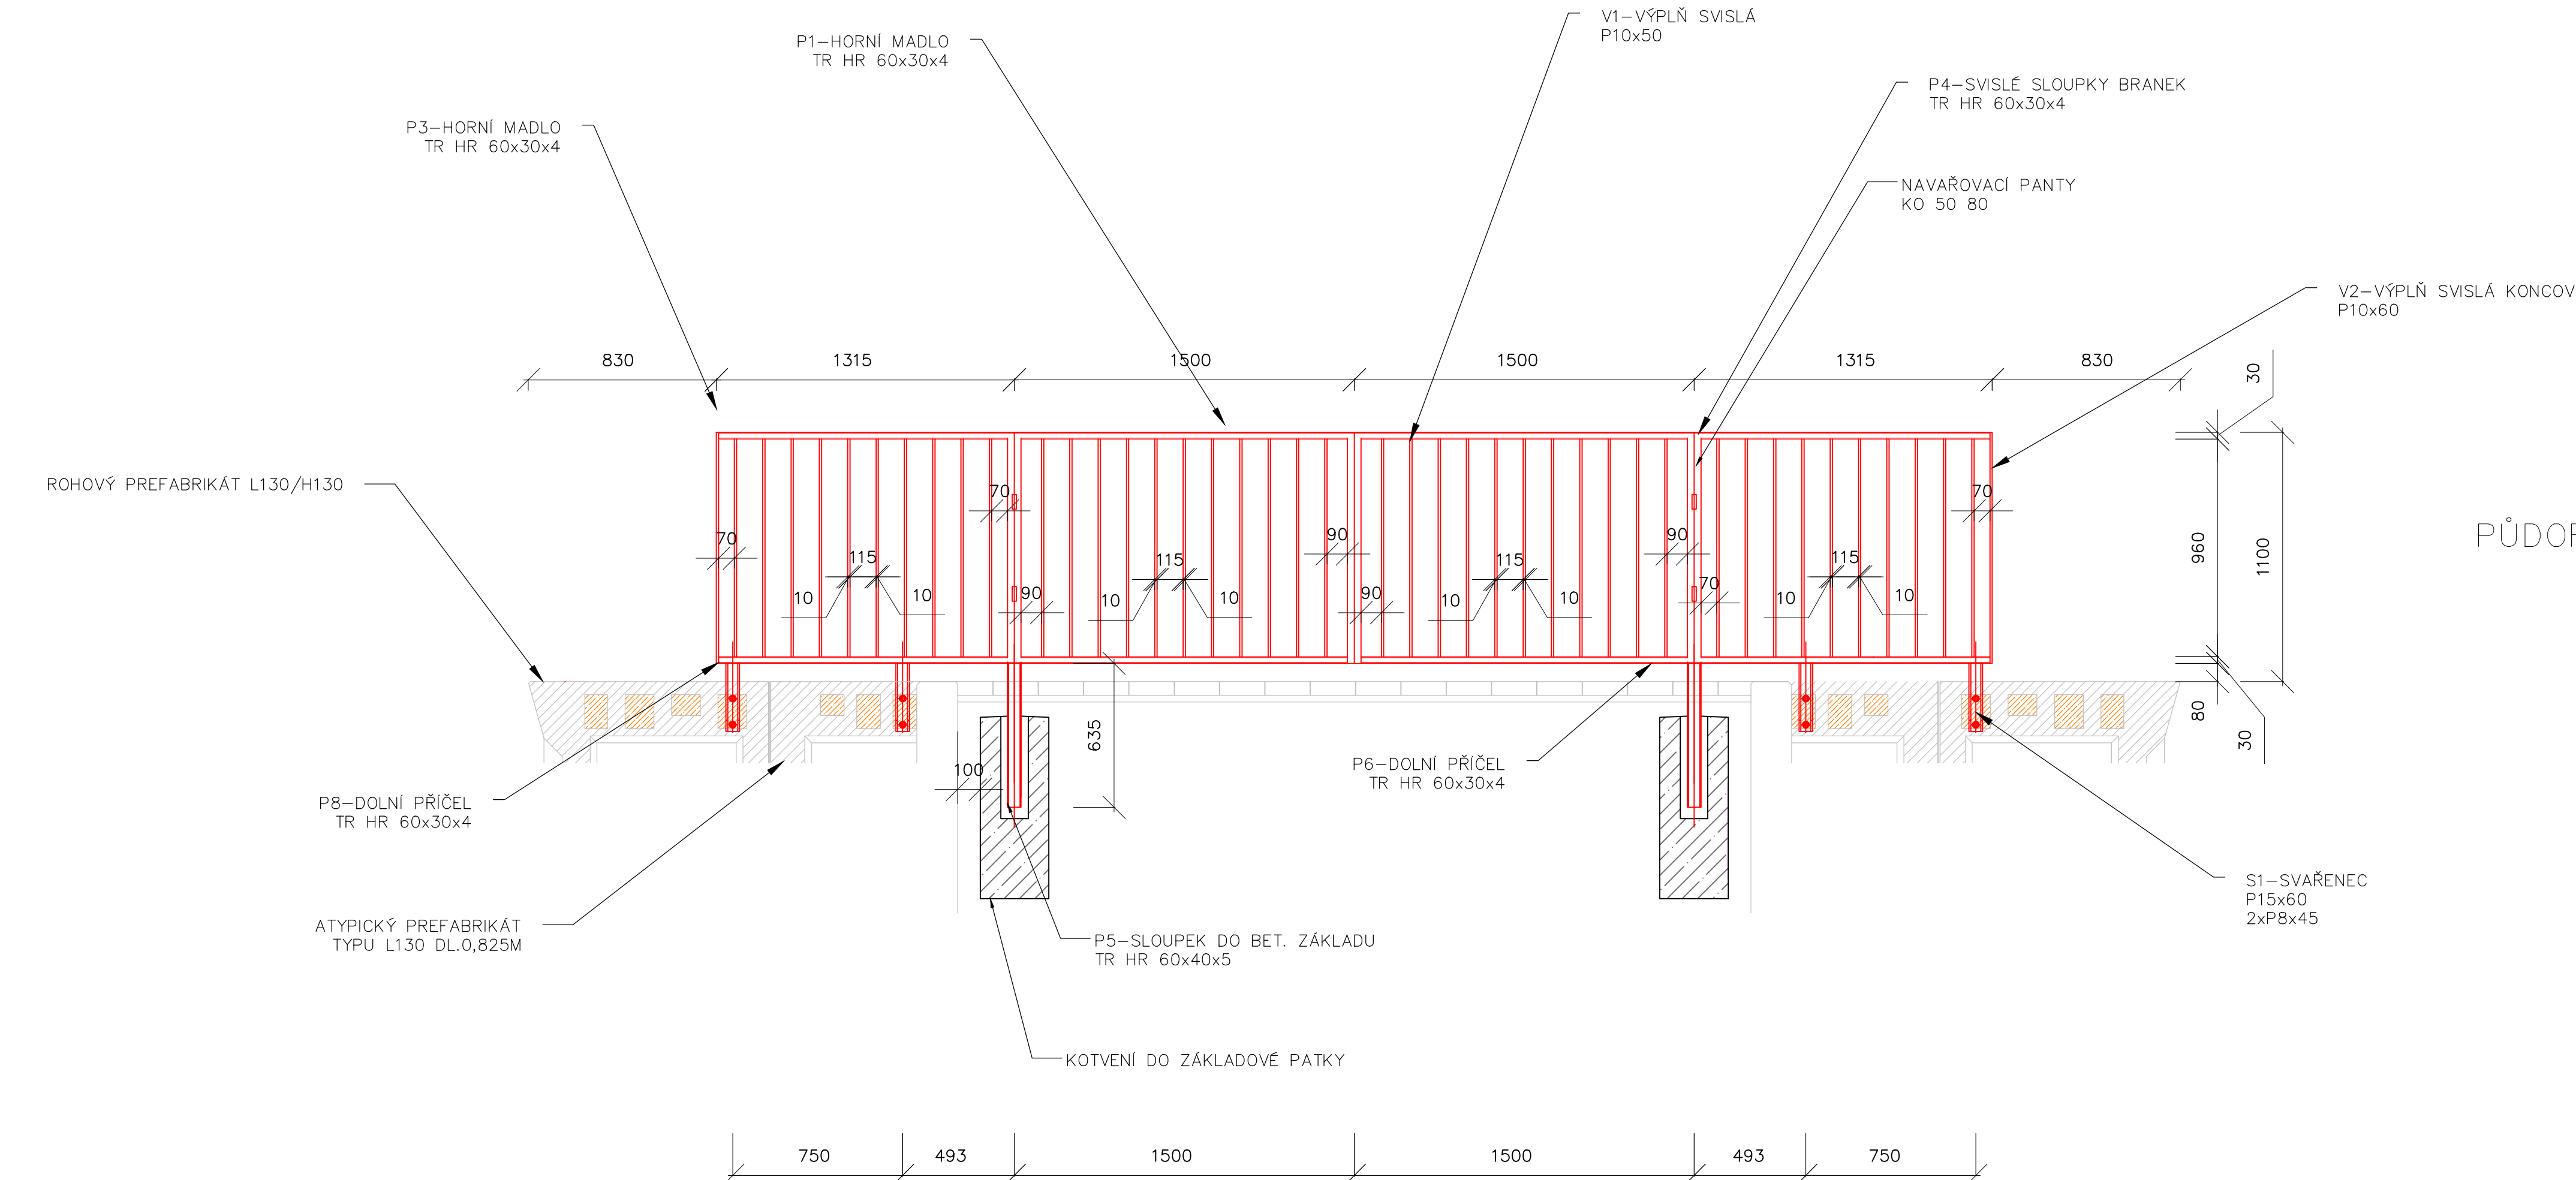 V1-VÝPLŇ SVISLÁ
P10x50
P1-HORNÍ MADLO
TR HR 60x30x4
P4-SVISLÉ SLOUPKY BRANEK
TR HR 60x30x4
P3-HORNÍ MADLO
TR HR 60x30x4
NAVAŘOVACÍ PANTY
KO 50 80
V2-VÝPLŇ SVISLÁ KONCOV
P10x60
830 1315 1500 1500 1315 830
30
ROHOVÝ PREFABRIKÁT L130/H130
70 70
PŮDOR
70 90 90
115 115 115 115
960 1100
10 10 90 10 10 90 10 10 70 10 10
80
635
30
100
P6-DOLNÍ PŘÍČEL
TR HR 60x30x4
P8-DOLNÍ PŘÍČEL
TR HR 60x30x4
S1-SVAŘENEC
P15x60
2xP8x45
ATYPICKÝ PREFABRIKÁT
TYPU L130 DL.0,825M
P5-SLOUPEK DO BET. ZÁKLADU
TR HR 60x40x5
KOTVENÍ DO ZÁKLADOVÉ PATKY
750 493 1500 1500 493 750